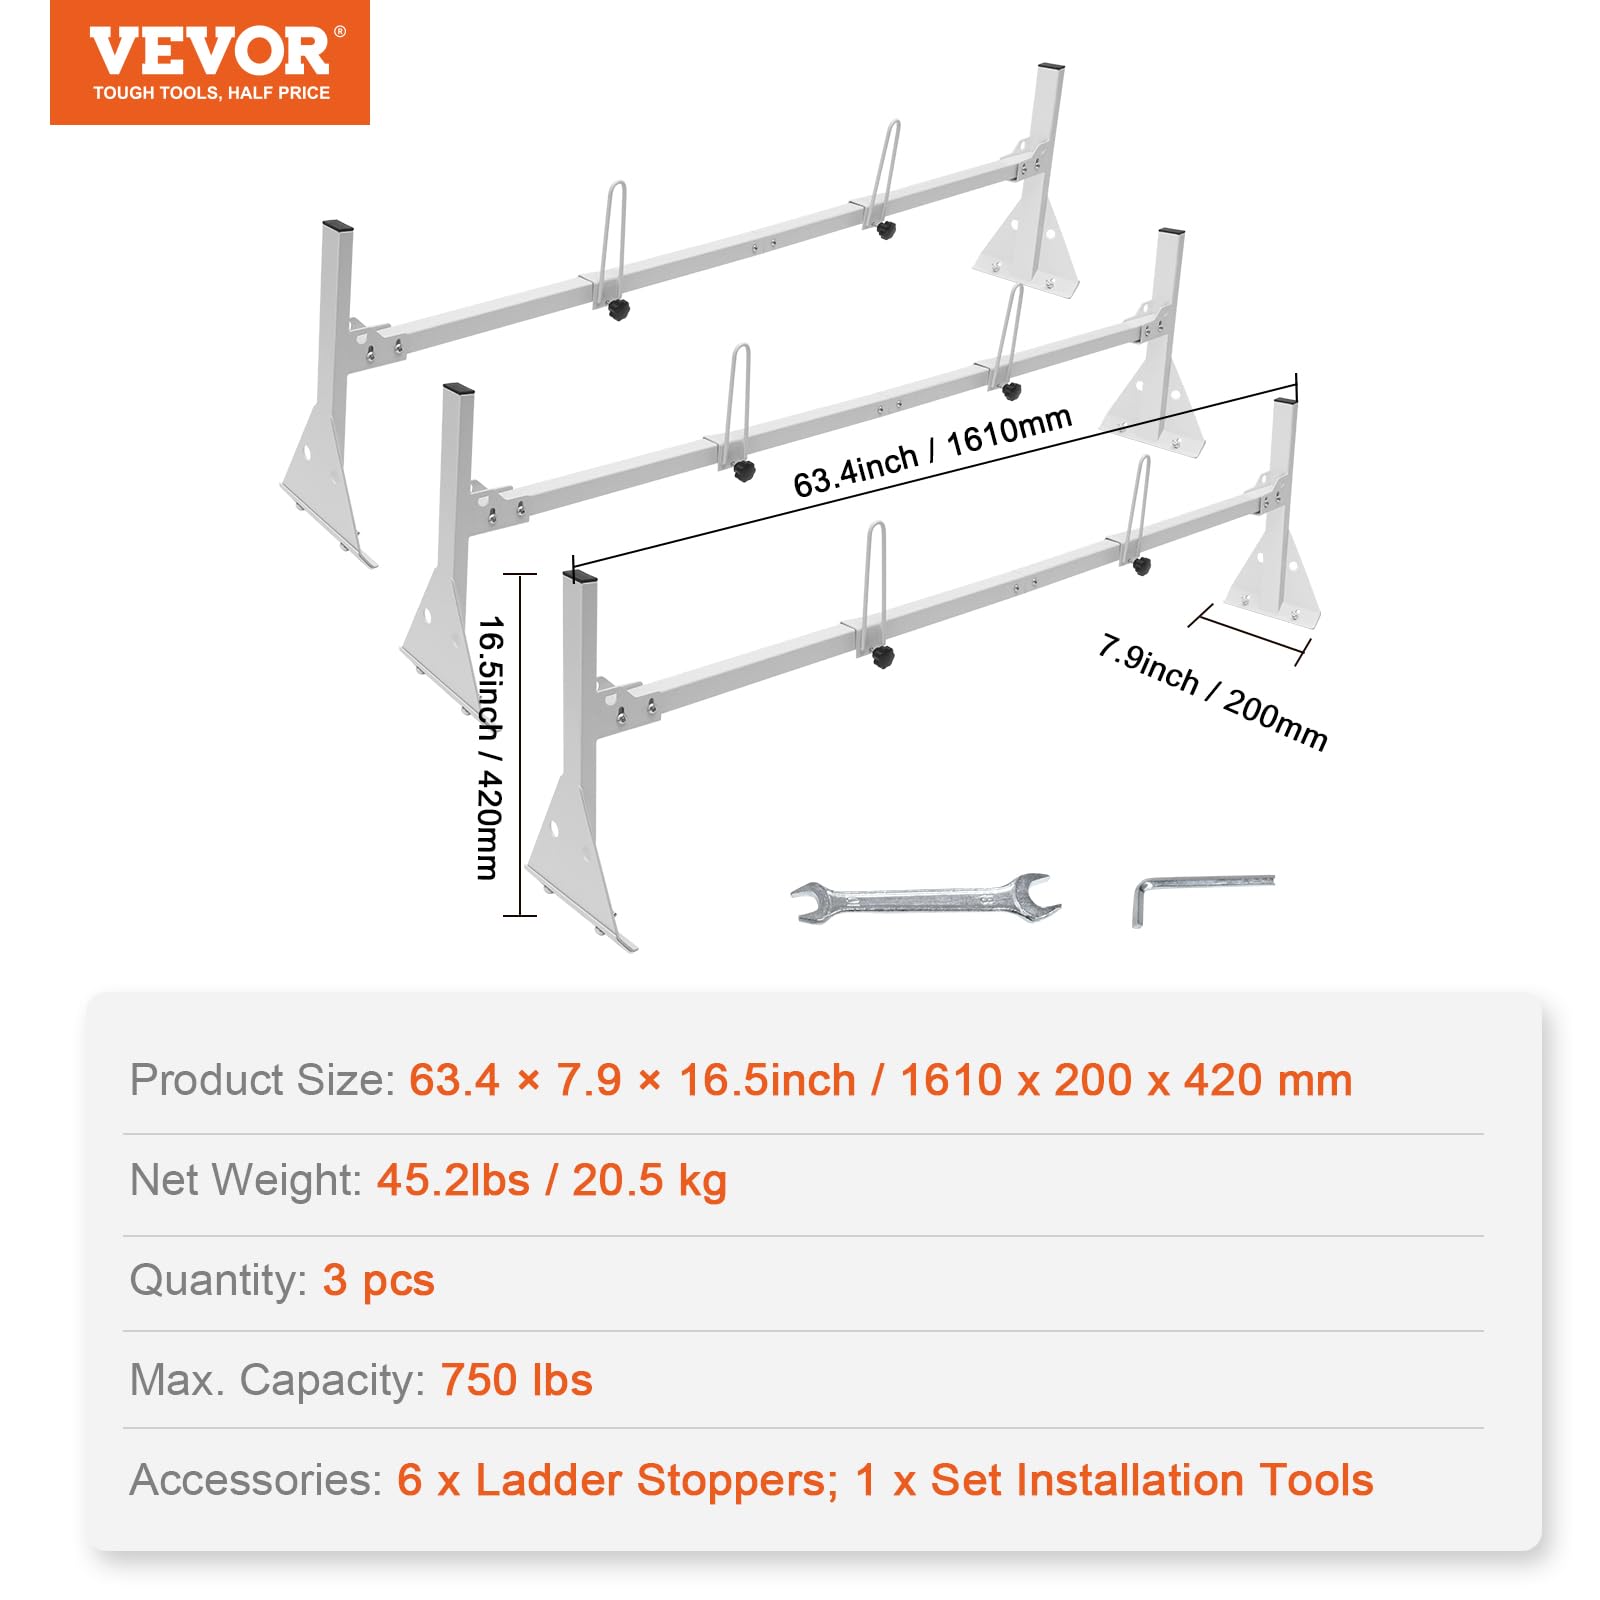 VEVOR®
TOUGH TOOLS, HALF PRICE
63.4inch / 1610mm
16.5inch / 420mm
7.9inch / 200mm
Product Size: 63.4 × 7.9 × 16.5inch / 1610 x 200 x 420 mm
Net Weight: 45.2lbs / 20.5 kg
Quantity: 3 pcs
Max. Capacity: 750 lbs
Accessories: 6 x Ladder Stoppers; 1 x Set Installation Tools